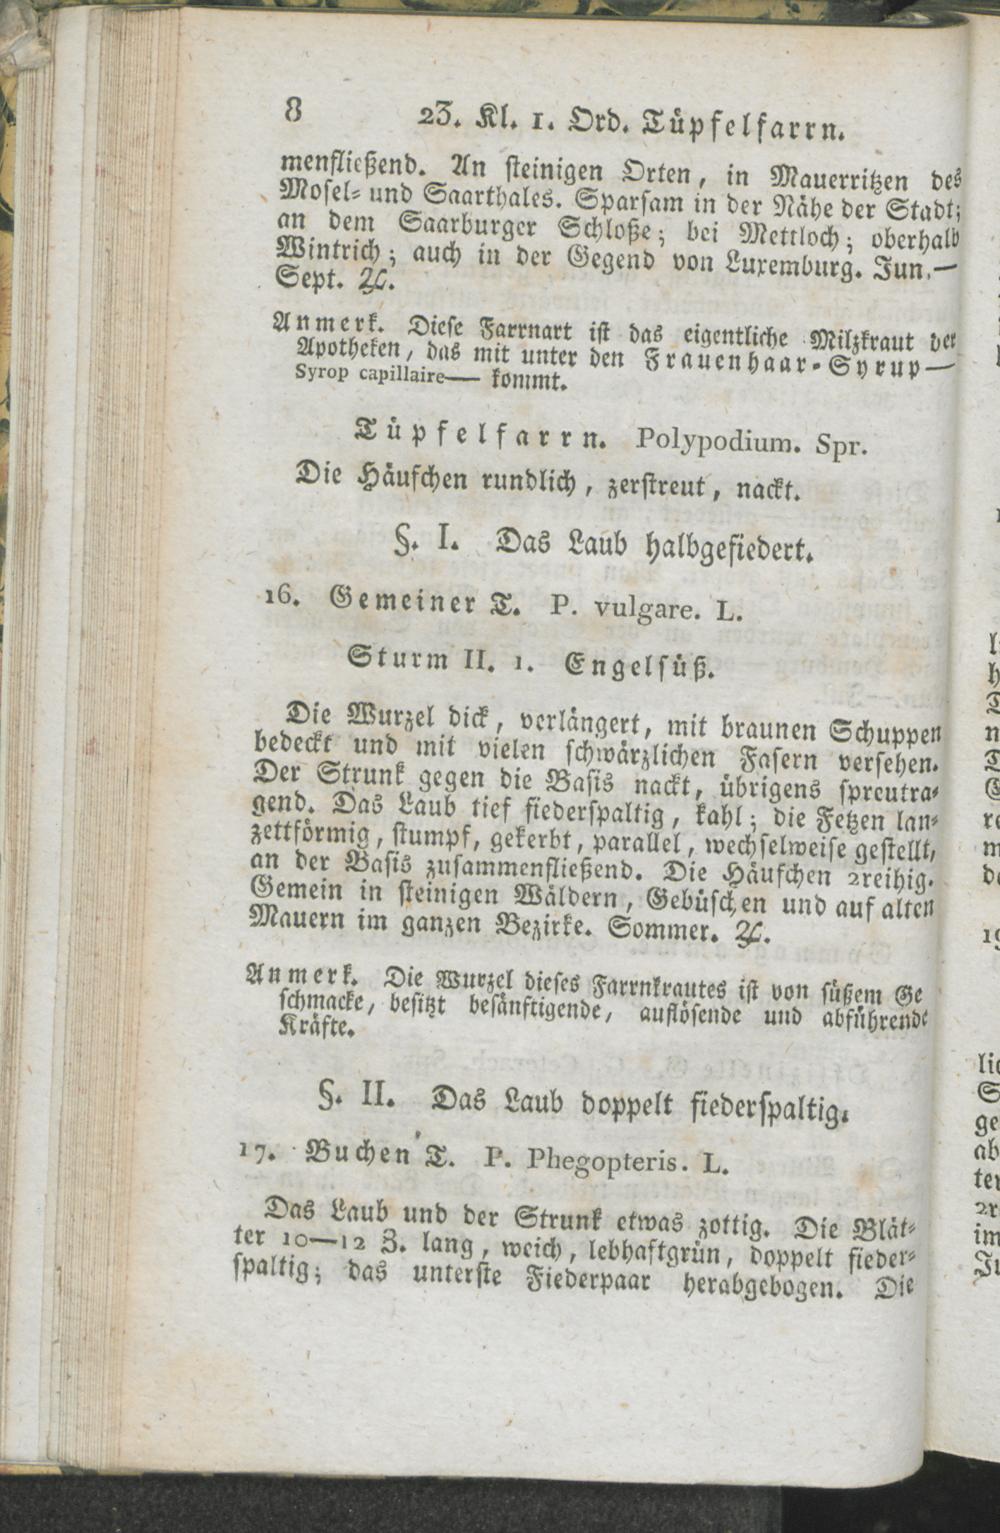 8 23. Kl. 1. Ord. Tüpfelfarrn.
menfließend. An steinigen Orten, in Mauerritzen des
Mosel- und Saarthales. Sparsam in der Nähe der Stadt;
an dem Saarburger Schloße; bei Mettloch; oberhalb
Wintrich; auch in der Gegend von Luxemburg. Jun.—
Sept. ♃.
Anmerk. Diese Farrnart ist das eigentliche Milzkraut der
Apotheken, das mit unter den Frauenhaar-Syrup—
Syrop capillaire— kommt.
Tüpfelfarrn. Polypodium. Spr.
Die Häufchen rundlich, zerstreut, nackt.
§. I. Das Laub halbgefiedert.
16. Gemeiner T. P. vulgare. L.
Sturm II. 1. Engelsüß.
Die Wurzel dick, verlängert, mit braunen Schuppen
bedeckt und mit vielen schwärzlichen Fasern versehen.
Der Strunk gegen die Basis nackt, übrigens spreutra-
gend. Das Laub tief fiederspaltig, kahl; die Fetzen lan-
zettförmig, stumpf, gekerbt, parallel, wechselweise gestellt,
an der Basis zusammenfließend. Die Häufchen 2reihig.
Gemein in steinigen Wäldern, Gebüschen und auf alten
Mauern im ganzen Bezirke. Sommer. ♃.
Anmerk. Die Wurzel dieses Farrnkrautes ist von süßem Ge
schmacke, besitzt besänftigende, auflösende und abführende
Kräfte.
§. II. Das Laub doppelt fiederspaltig.
17. Buchen T. P. Phegopteris. L.
Das Laub und der Strunk etwas zottig. Die Blät-
ter 10—12 Z. lang, weich, lebhaftgrün, doppelt fieder-
spaltig; das unterste Fiederpaar herabgebogen. Die